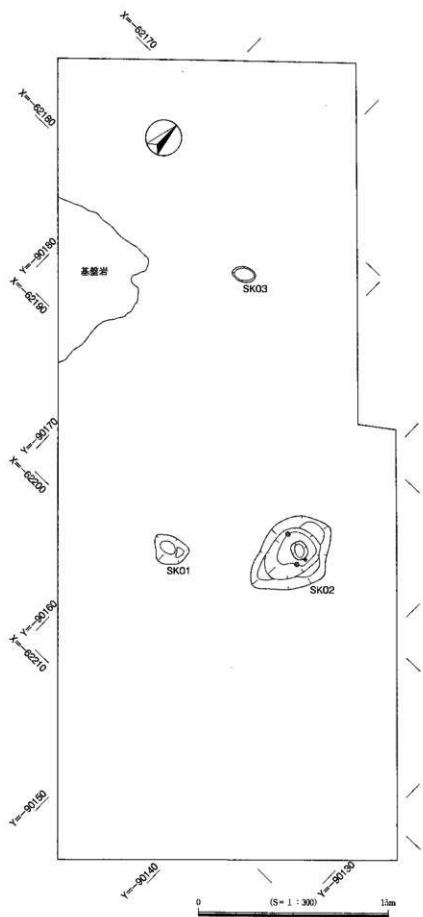 X=-62170
X=-62180
Y=-90180
基盤岩
X=-62190
SK03
Y=-90170
X=-62200
SK01
SK02
Y=-90160
X=-62210
Y=-90150
Y=-90140
Y=-90130
0 (S=1:300) 15m